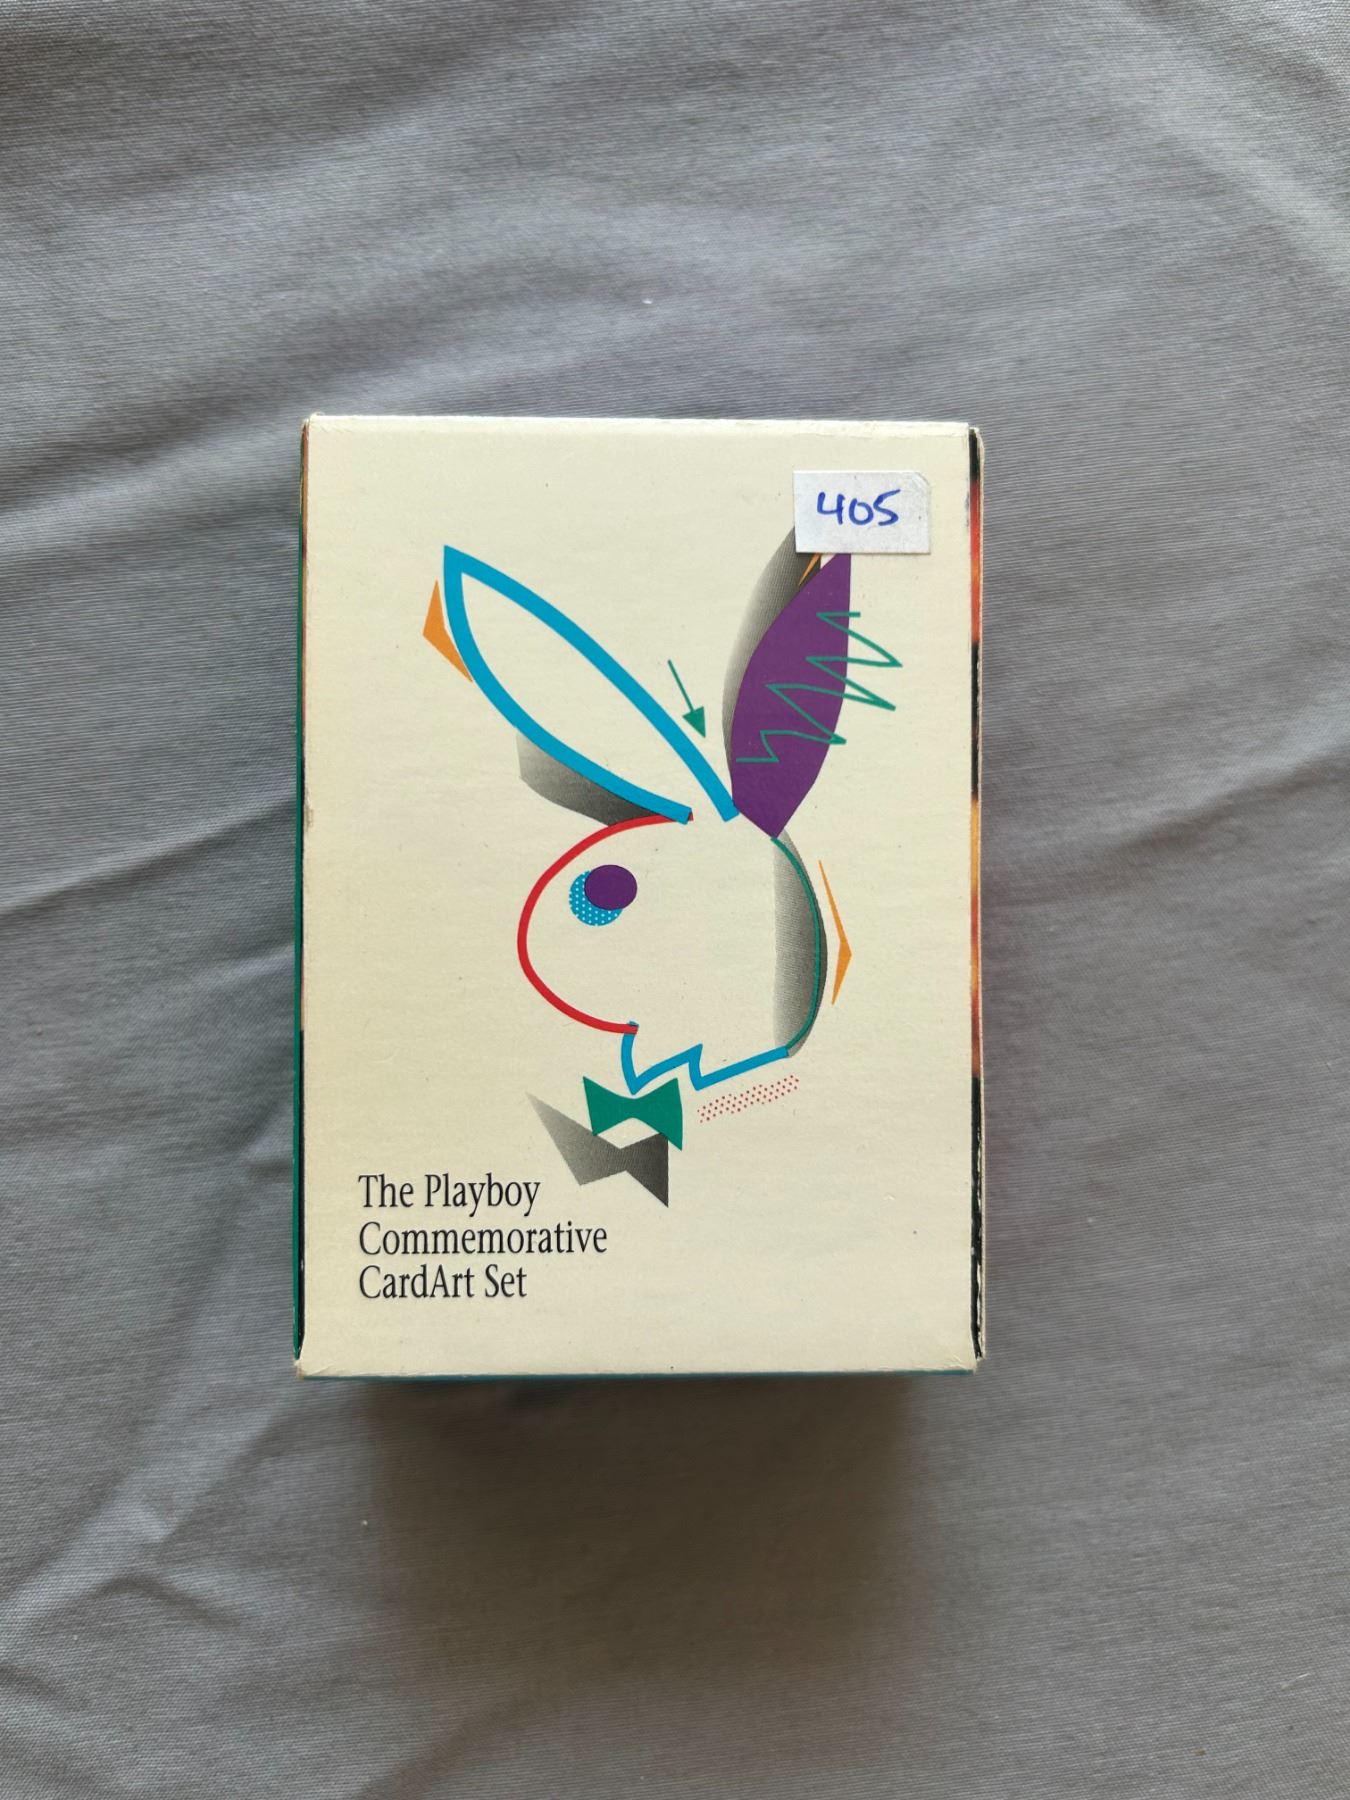 405
The Playboy
Commemorative
CardArt Set